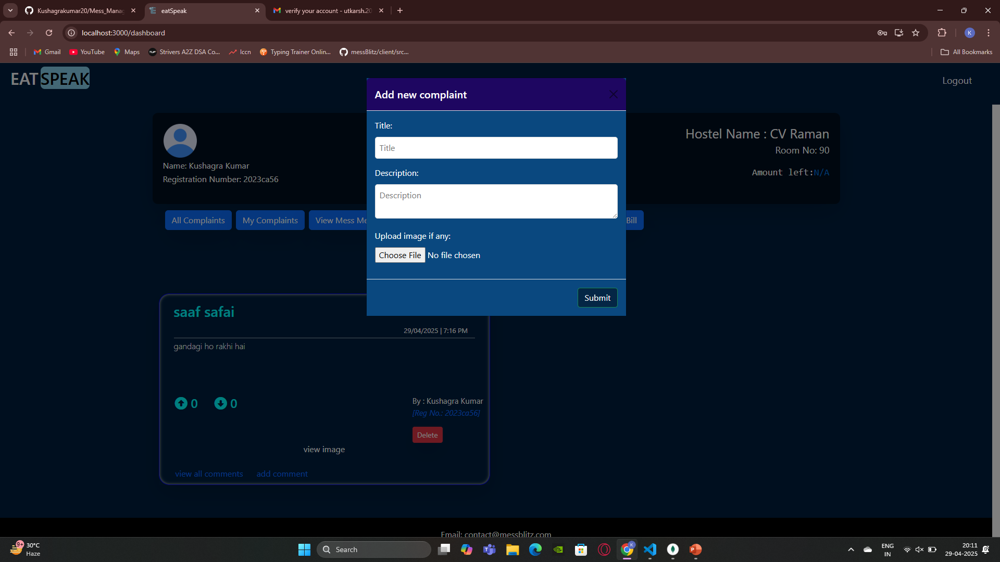 Kushagrakumar20/Mess_Manag
eatSpeak
verify your account - utkarsh.20
localhost:3000/dashboard
K
Gmail
YouTube
Maps
TUF
Strivers A2Z DSA Co...
lccn
Typing Trainer Onlin...
messBlitz/client/src...
All Bookmarks
EAT SPEAK
Logout
Add new complaint
Title:
Title
Description:
Description
Upload image if any:
Choose File No file chosen
Submit
Name: Kushagra Kumar
Registration Number: 2023ca56
Hostel Name : CV Raman
Room No: 90
Amount left:N/A
All Complaints
My Complaints
View Mess Me
Bill
saaf safai
29/04/2025 | 7:16 PM
gandagi ho rakhi hai
0 0
By : Kushagra Kumar
[Reg No.: 2023ca56]
Delete
view image
view all comments add comment
Email: contact@messblitz.com
9+
30°C
Haze
Search
K
ENG
IN
20:11
29-04-2025